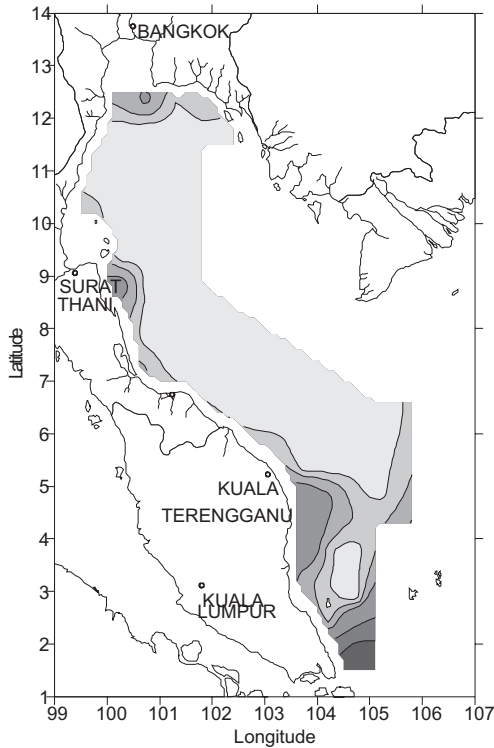 14
BANGKOK
13
12
11
10
9
SURAT
THANI
8
Latitude
7
6
5
KUALA
TERENGGANU
4
3
KUALA
LUMPUR
2
1
99 100 101 102 103 104 105 106 107
Longitude